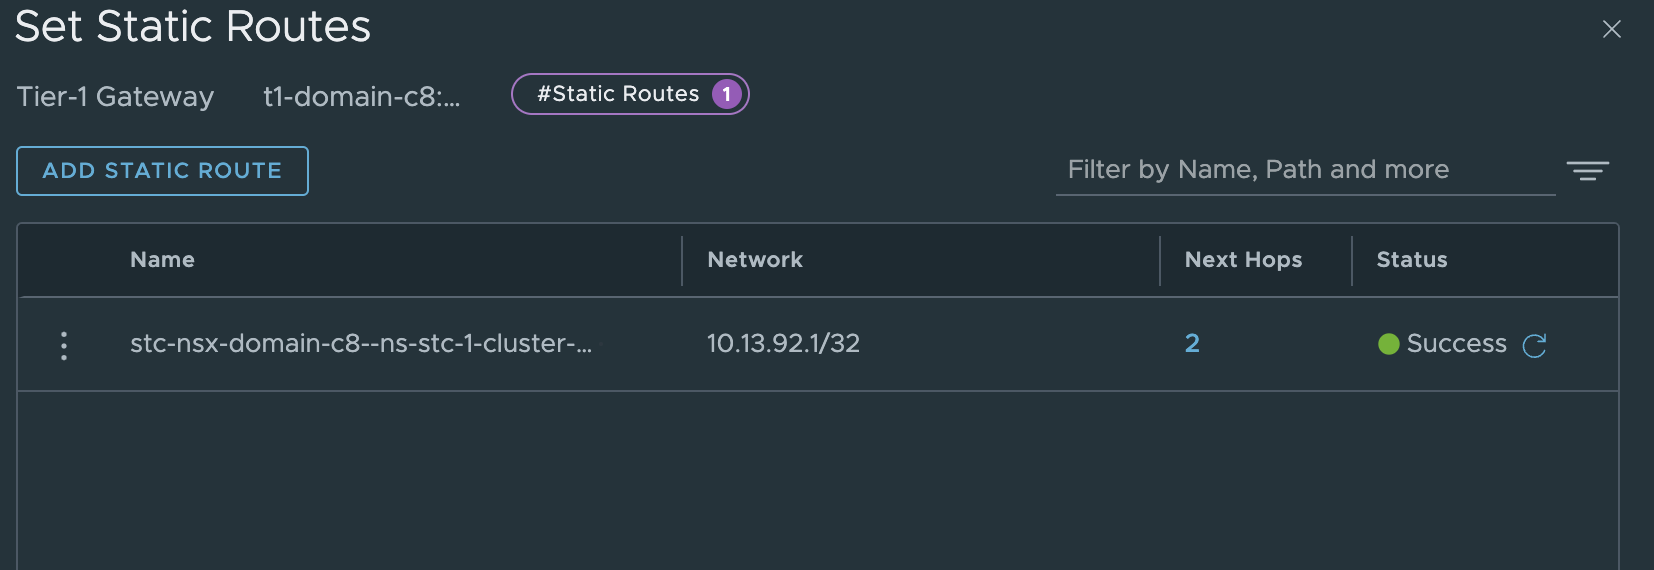 Set Static Routes
Tier-1 Gateway t1-domain-c8:... #Static Routes 1
ADD STATIC ROUTE Filter by Name, Path and more
Name Network Next Hops Status
stc-nsx-domain-c8--ns-stc-1-cluster-... 10.13.92.1/32 2 Success